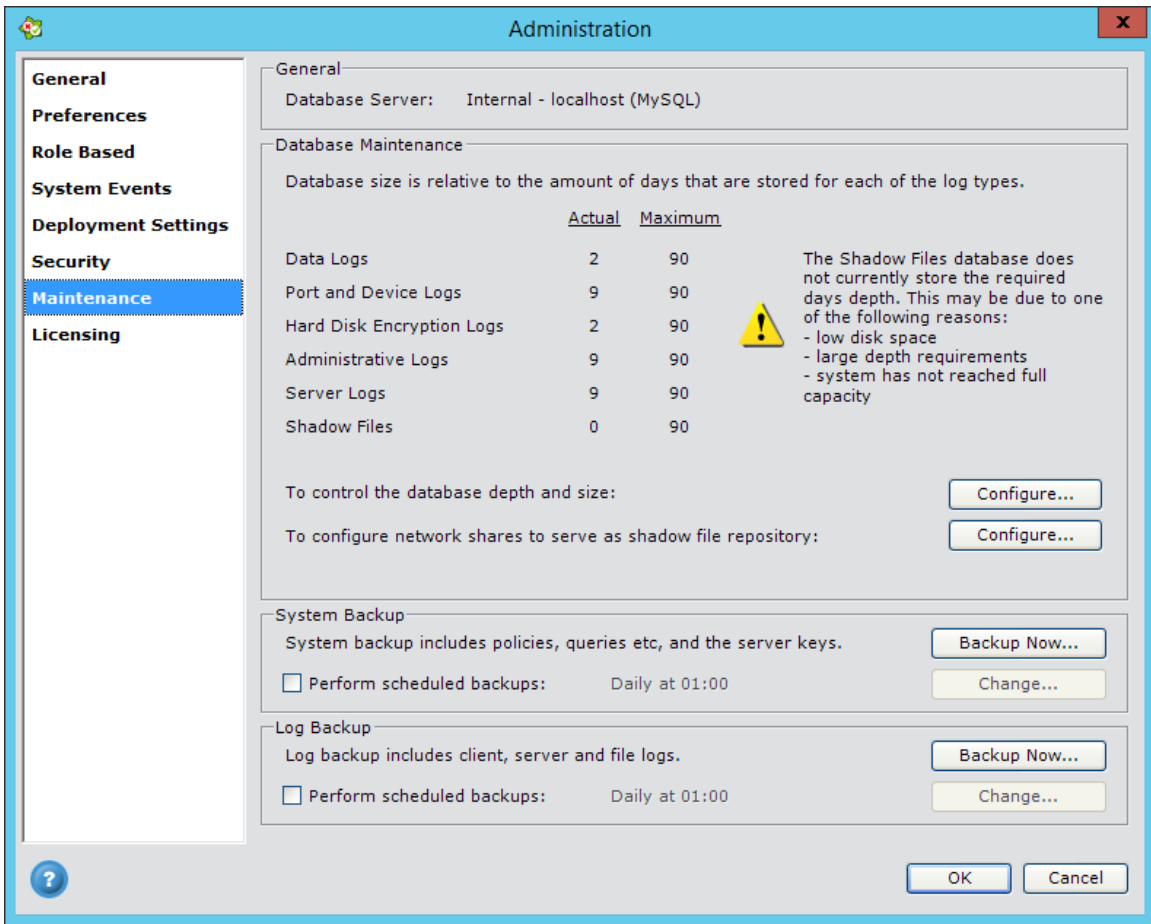 Administration
X
General
Preferences
Role Based
System Events
Deployment Settings
Security
Maintenance
Licensing
General
Database Server: Internal - localhost (MySQL)
Database Maintenance
Database size is relative to the amount of days that are stored for each of the log types.
Actual Maximum
Data Logs 2 90
Port and Device Logs 9 90
Hard Disk Encryption Logs 2 90
Administrative Logs 9 90
Server Logs 9 90
Shadow Files 0 90
The Shadow Files database does
not currently store the required
days depth. This may be due to one
of the following reasons:
- low disk space
- large depth requirements
- system has not reached full
capacity
To control the database depth and size: Configure...
To configure network shares to serve as shadow file repository: Configure...
System Backup
System backup includes policies, queries etc, and the server keys. Backup Now...
Perform scheduled backups: Daily at 01:00 Change...
Log Backup
Log backup includes client, server and file logs. Backup Now...
Perform scheduled backups: Daily at 01:00 Change...
? OK Cancel